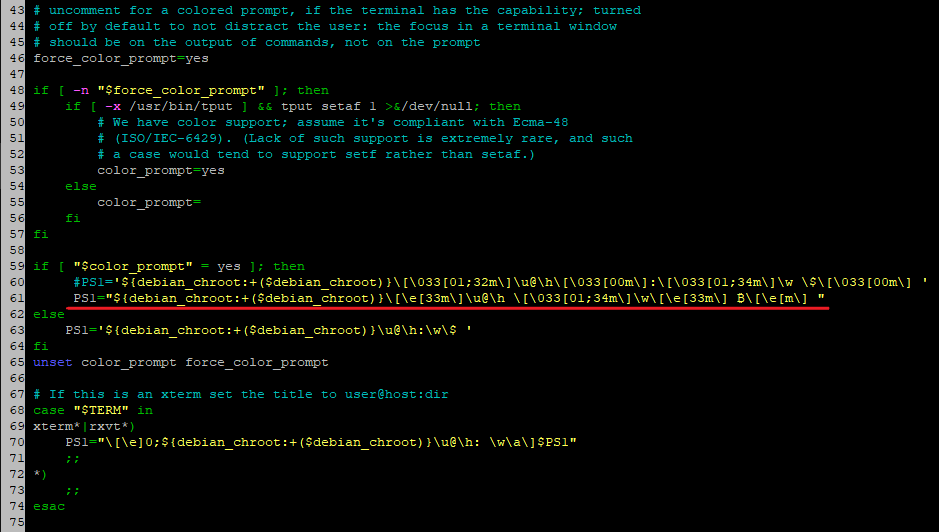 43 # uncomment for a colored prompt, if the terminal has the capability; turned
44 # off by default to not distract the user: the focus in a terminal window
45 # should be on the output of commands, not on the prompt
46 force_color_prompt=yes
47
48 if [ -n "$force_color_prompt" ]; then
49     if [ -x /usr/bin/tput ] && tput setaf 1 >&/dev/null; then
50         # We have color support; assume it's compliant with Ecma-48
51         # (ISO/IEC-6429). (Lack of such support is extremely rare, and such
52         # a case would tend to support setf rather than setaf.)
53         color_prompt=yes
54     else
55         color_prompt=
56     fi
57 fi
58
59 if [ "$color_prompt" = yes ]; then
60      #PS1='${debian_chroot:+($debian_chroot)}\[\033[01;32m\]\u@\h\[\033[00m\]:\[\033[01;34m\]\w \$\[\033[00m\] '
61      PS1="${debian_chroot:+($debian_chroot)}\[\e[33m\]\u@\h \[\033[01;34m\]\w\[\e[33m\] ₿\[\e[m\] "
62 else
63     PS1='${debian_chroot:+($debian_chroot)}\u@\h:\w\$ '
64 fi
65 unset color_prompt force_color_prompt
66
67 # If this is an xterm set the title to user@host:dir
68 case "$TERM" in
69 xterm*|rxvt*)
70     PS1="\[\e]0;${debian_chroot:+($debian_chroot)}\u@\h: \w\a\]$PS1"
71     ;;
72 *)
73     ;;
74 esac
75